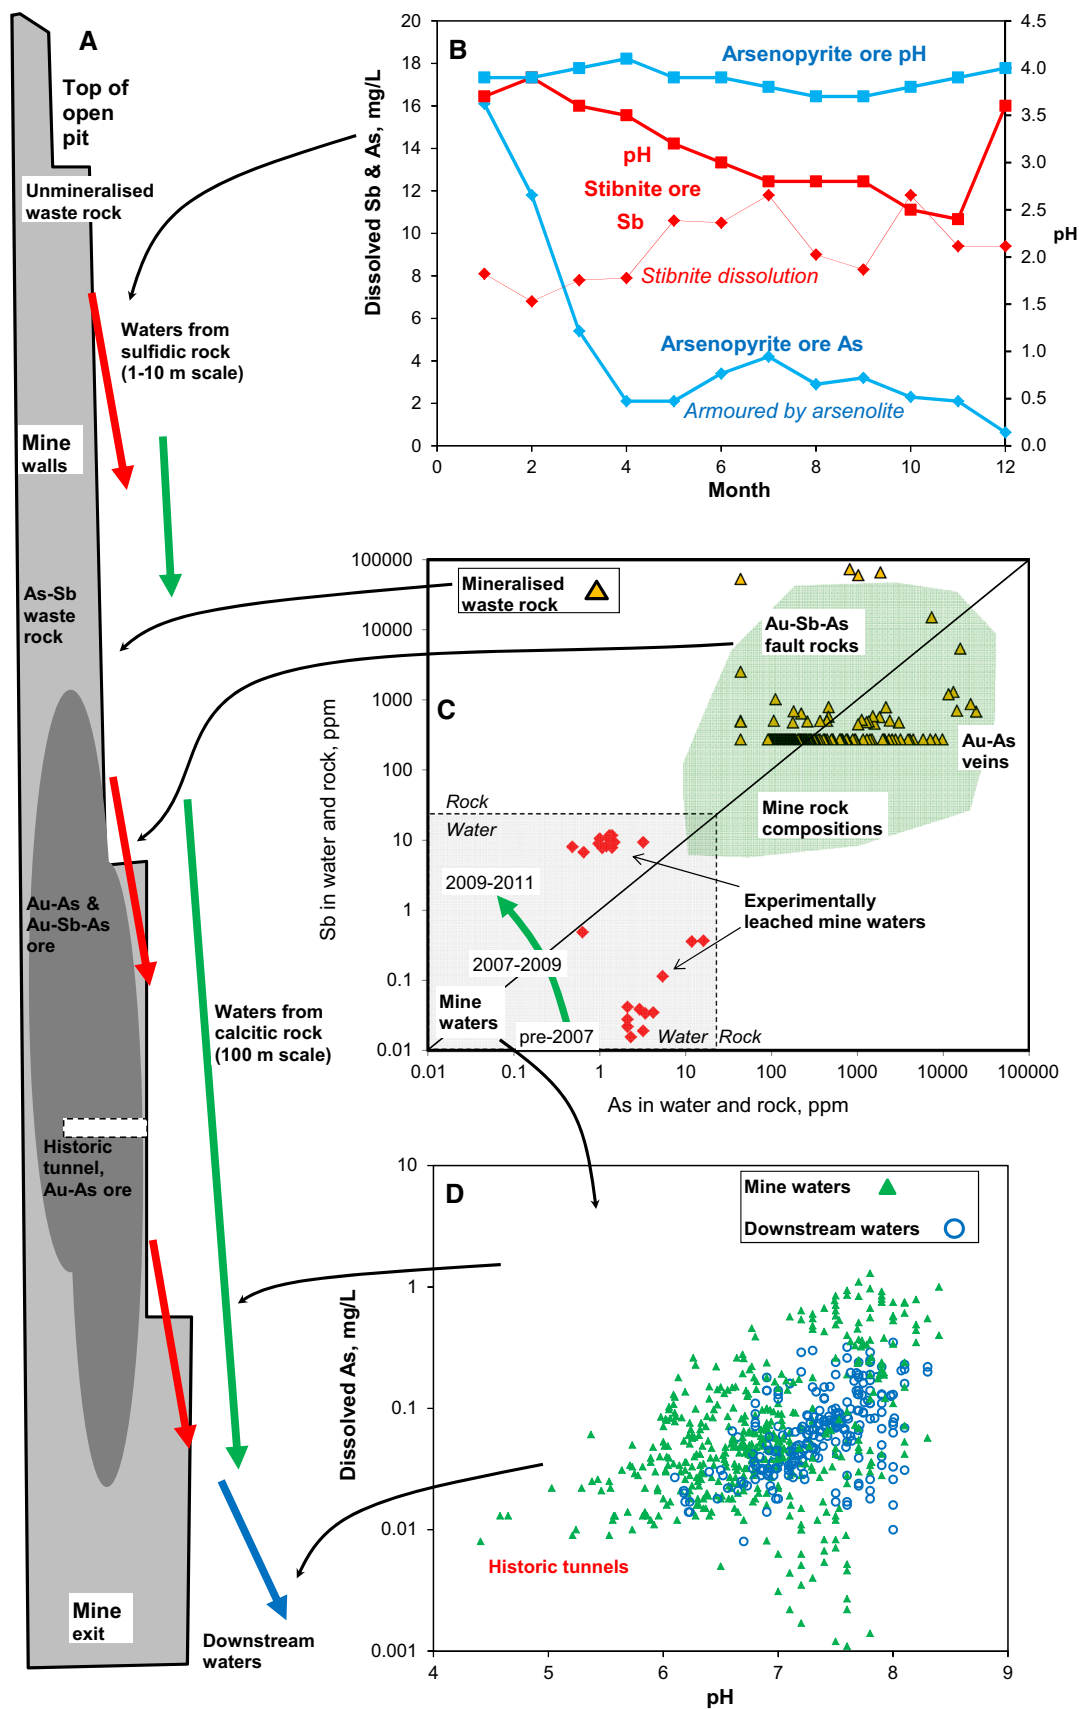 A
Top of
open
pit
Unmineralised
waste rock
Waters from
sulfidic rock
(1-10 m scale)
Mine
walls
As-Sb
waste
rock
Au-As &
Au-Sb-As
ore
Waters from
calcitic rock
(100 m scale)
Historic
tunnel,
Au-As ore
Mine
exit
Downstream
waters
B
Dissolved Sb & As, mg/L
20
18
16
14
12
10
8
6
4
2
0
4.5
4.0
3.5
3.0
2.5
2.0
1.5
1.0
0.5
0.0
pH
Arsenopyrite ore pH
pH
Stibnite ore
Sb
Stibnite dissolution
Arsenopyrite ore As
Armoured by arsenolite
0 2 4 6 8 10 12
Month
C
Sb in water and rock, ppm
100000
10000
1000
100
10
1
0.1
0.01
Mineralised
waste rock
Au-Sb-As
fault rocks
Au-As
veins
Mine rock
compositions
Rock
Water
2009-2011
Experimentally
leached mine waters
2007-2009
Mine
waters
pre-2007
Water Rock
0.01 0.1 1 10 100 1000 10000 100000
As in water and rock, ppm
D
Dissolved As, mg/L
10
1
0.1
0.01
0.001
Mine waters
Downstream waters
Historic tunnels
4 5 6 7 8 9
pH